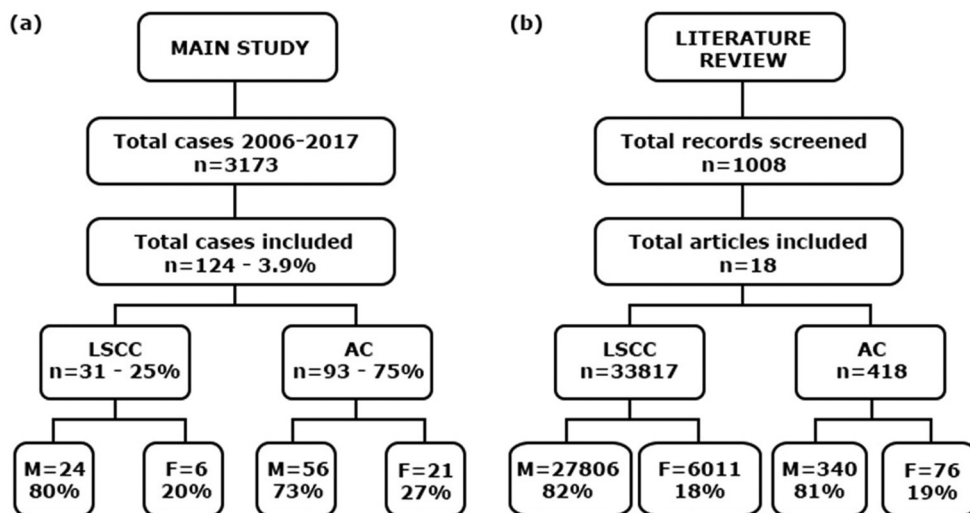 (a)
MAIN STUDY
Total cases 2006-2017
n=3173
Total cases included
n=124 - 3.9%
LSCC
n=31 - 25%
AC
n=93 - 75%
M=24
80%
F=6
20%
M=56
73%
F=21
27%
(b)
LITERATURE
REVIEW
Total records screened
n=1008
Total articles included
n=18
LSCC
n=33817
AC
n=418
M=27806
82%
F=6011
18%
M=340
81%
F=76
19%